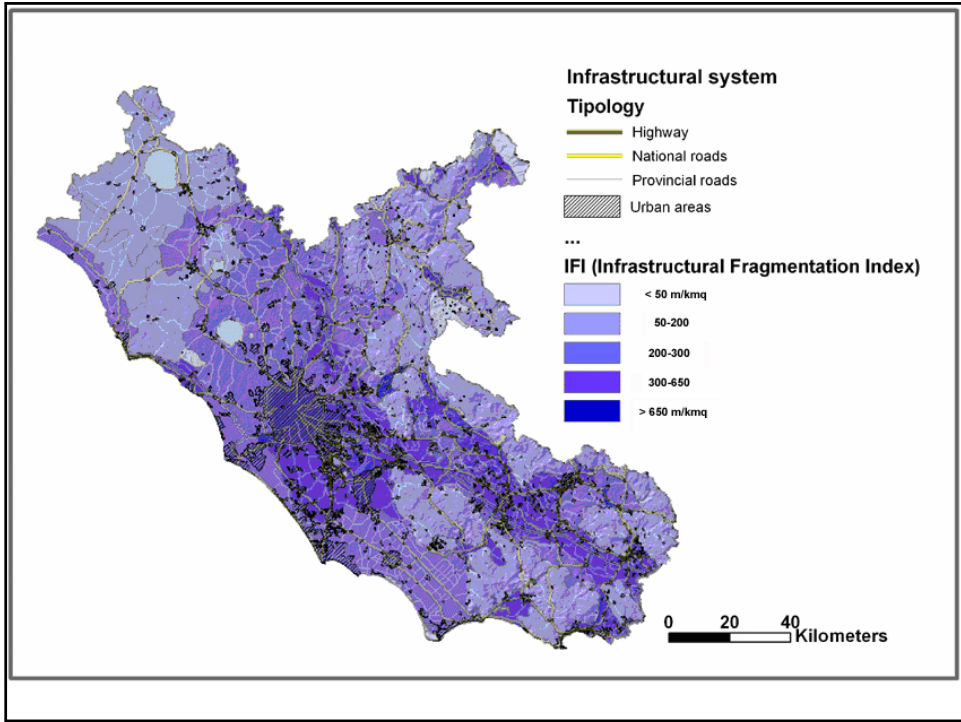 Infrastructural system
Tipology
Highway
National roads
Provincial roads
Urban areas
...
IFI (Infrastructural Fragmentation Index)
< 50 m/kmq
50-200
200-300
300-650
> 650 m/kmq
0 20 40
Kilometers